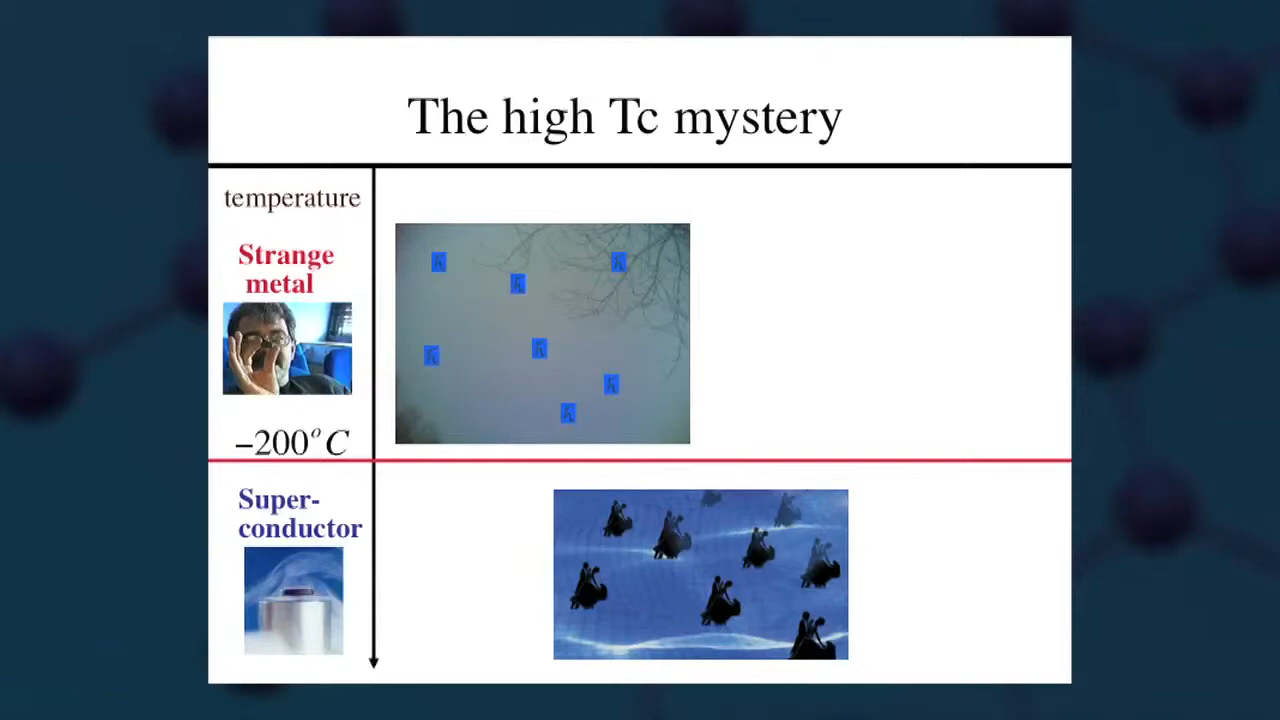 The high Tc mystery
temperature
Strange
metal
ħ
ħ
ħ
ħ
ħ
ħ
ħ
−200°C
Super-
conductor